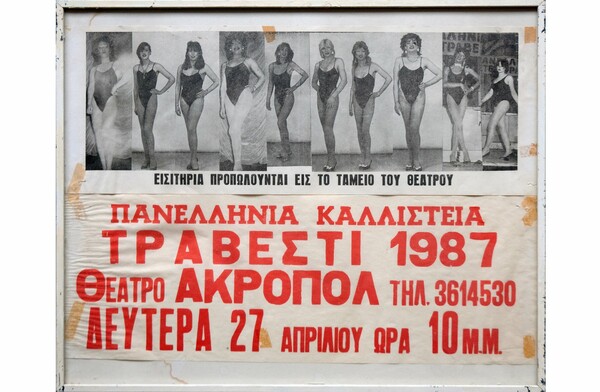 ΕΙΣΙΤΗΡΙΑ ΠΡΟΠΩΛΟΥΝΤΑΙ ΕΙΣ ΤΟ ΤΑΜΕΙΟ ΤΟΥ ΘΕΑΤΡΟΥ
ΠΑΝΕΛΛΗΝΙΑ ΚΑΛΛΙΣΤΕΙΑ
ΤΡΑΒΕΣΤΙ 1987
ΘΕΑΤΡΟ ΑΚΡΟΠΟΛ ΤΗΛ. 3614530
ΔΕΥΤΕΡΑ 27 ΑΠΡΙΛΙΟΥ ΩΡΑ 10 Μ.Μ.